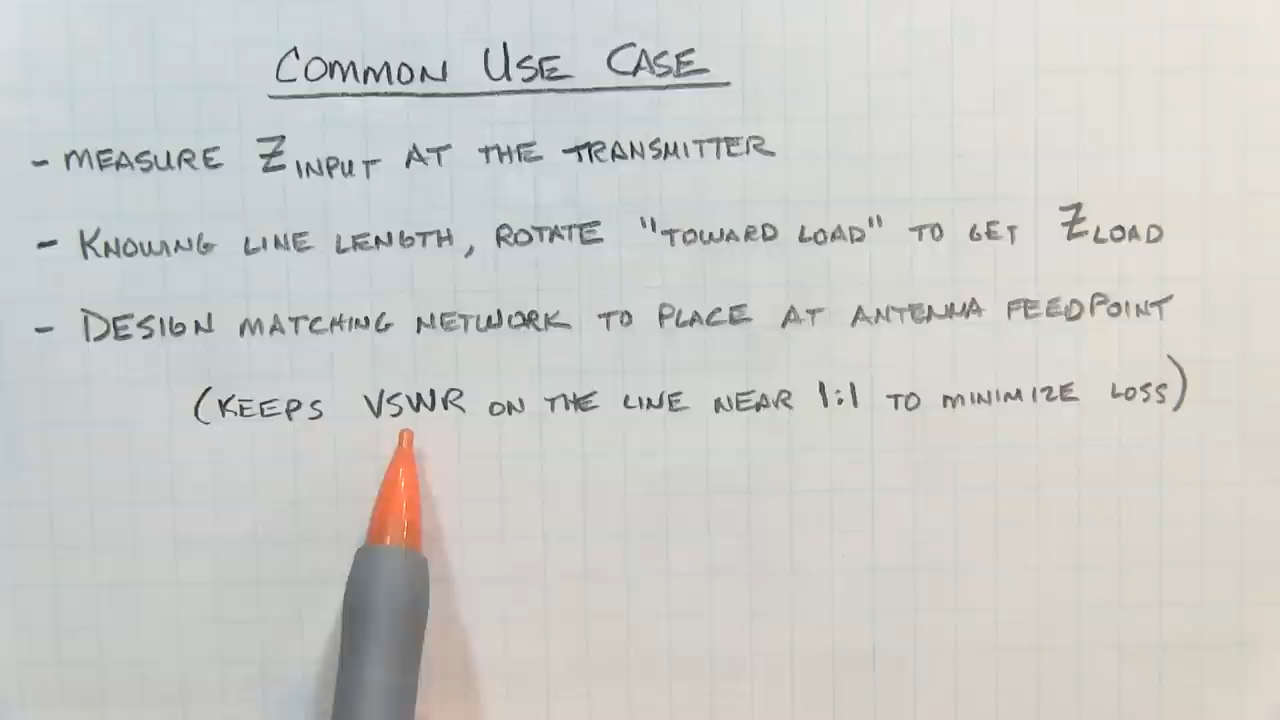 COMMON USE CASE
- MEASURE ZINPUT AT THE TRANSMITTER
- KNOWING LINE LENGTH, ROTATE "TOWARD LOAD" TO GET ZLOAD
- DESIGN MATCHING NETWORK TO PLACE AT ANTENNA FEEDPOINT
(KEEPS VSWR ON THE LINE NEAR 1:1 TO MINIMIZE LOSS)